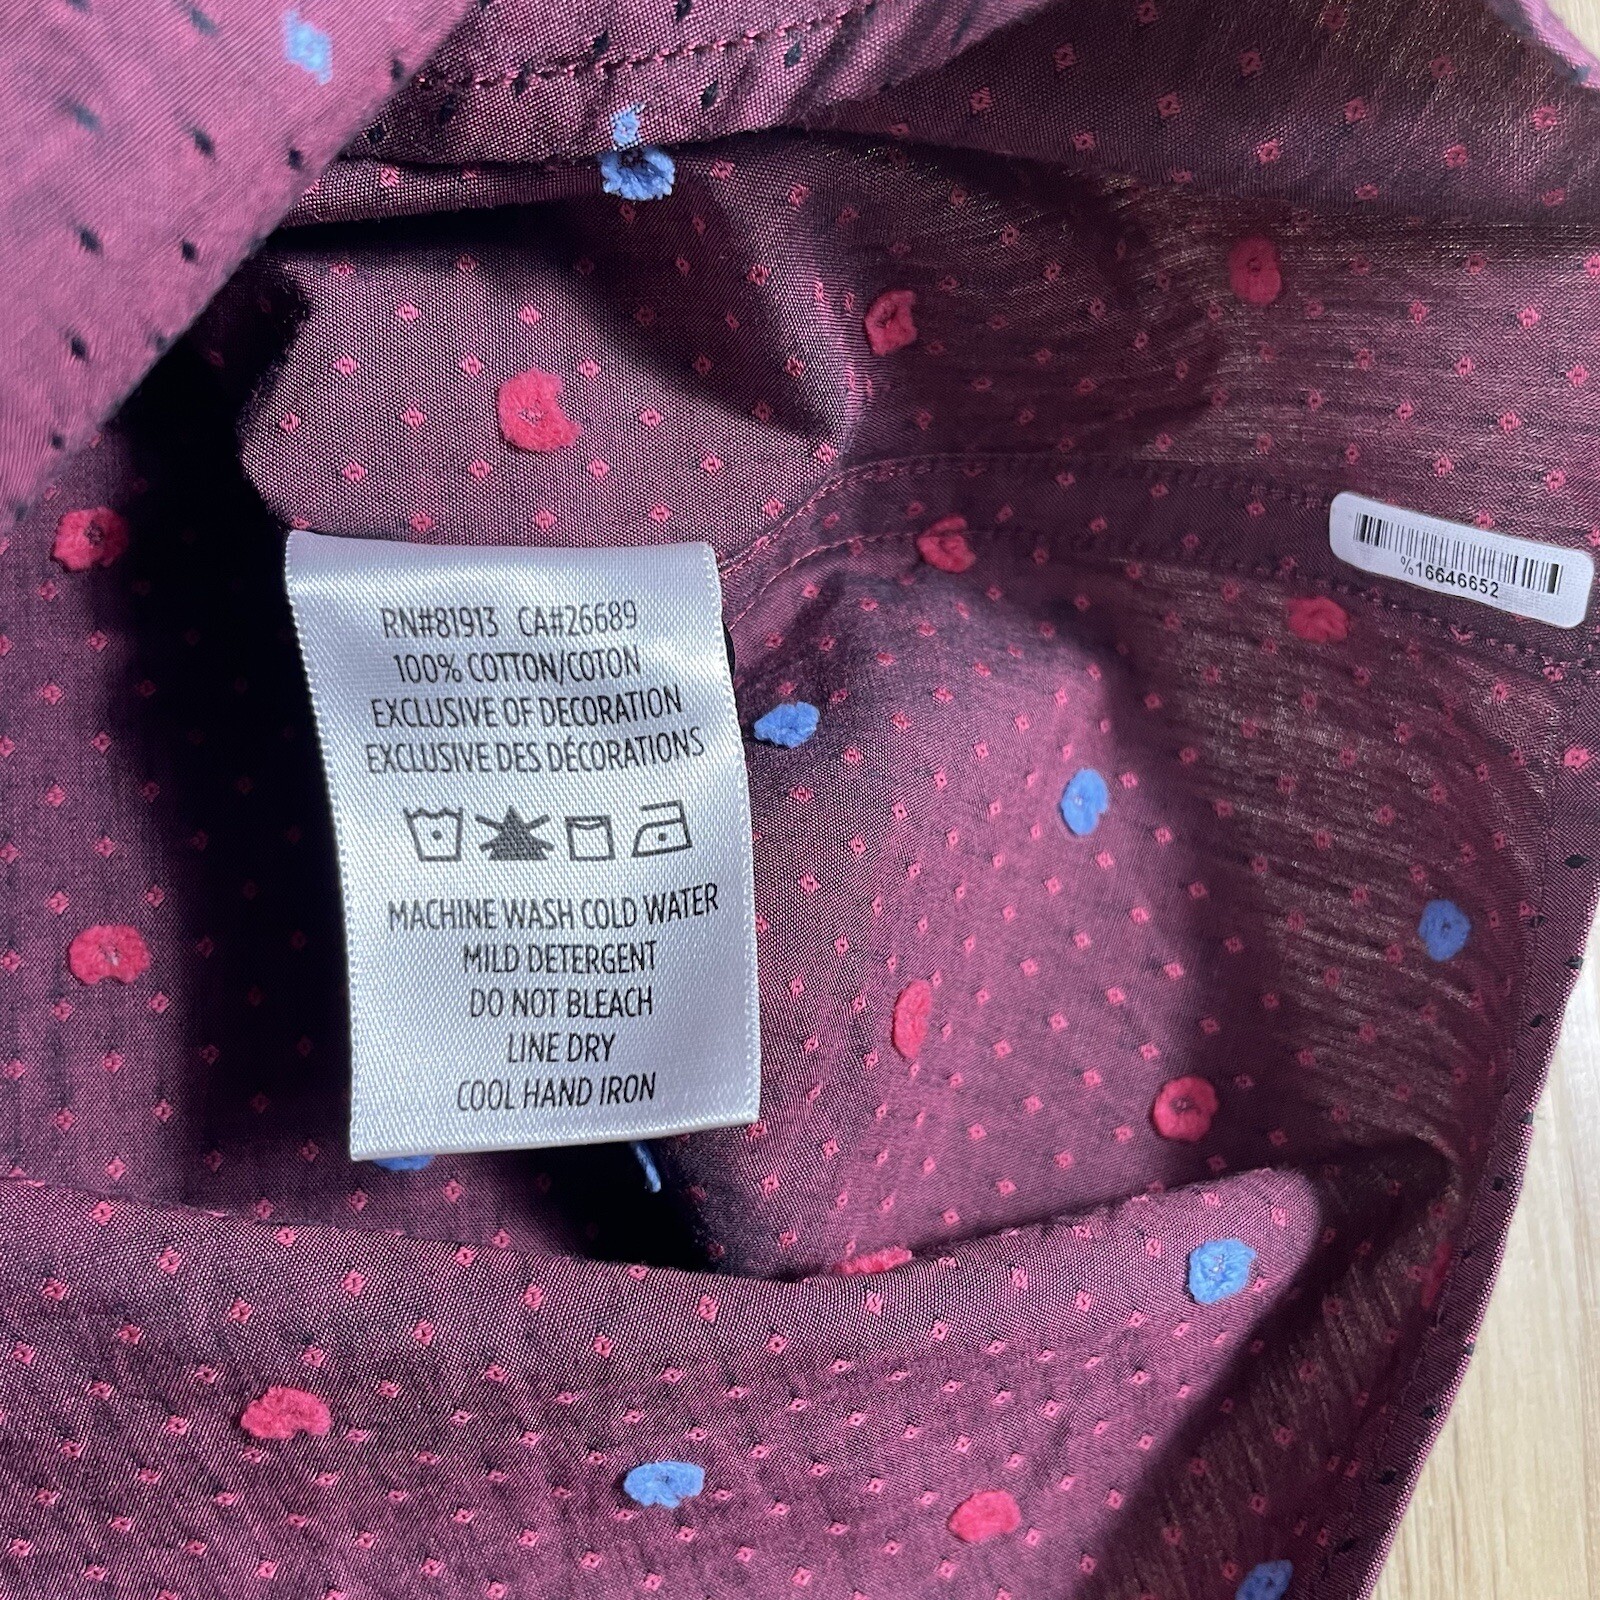 RN#81913 CA#26689
100% COTTON/COTON
EXCLUSIVE OF DECORATION
EXCLUSIVE DES DÉCORATIONS
MACHINE WASH COLD WATER
MILD DETERGENT
DO NOT BLEACH
LINE DRY
COOL HAND IRON
%16646652